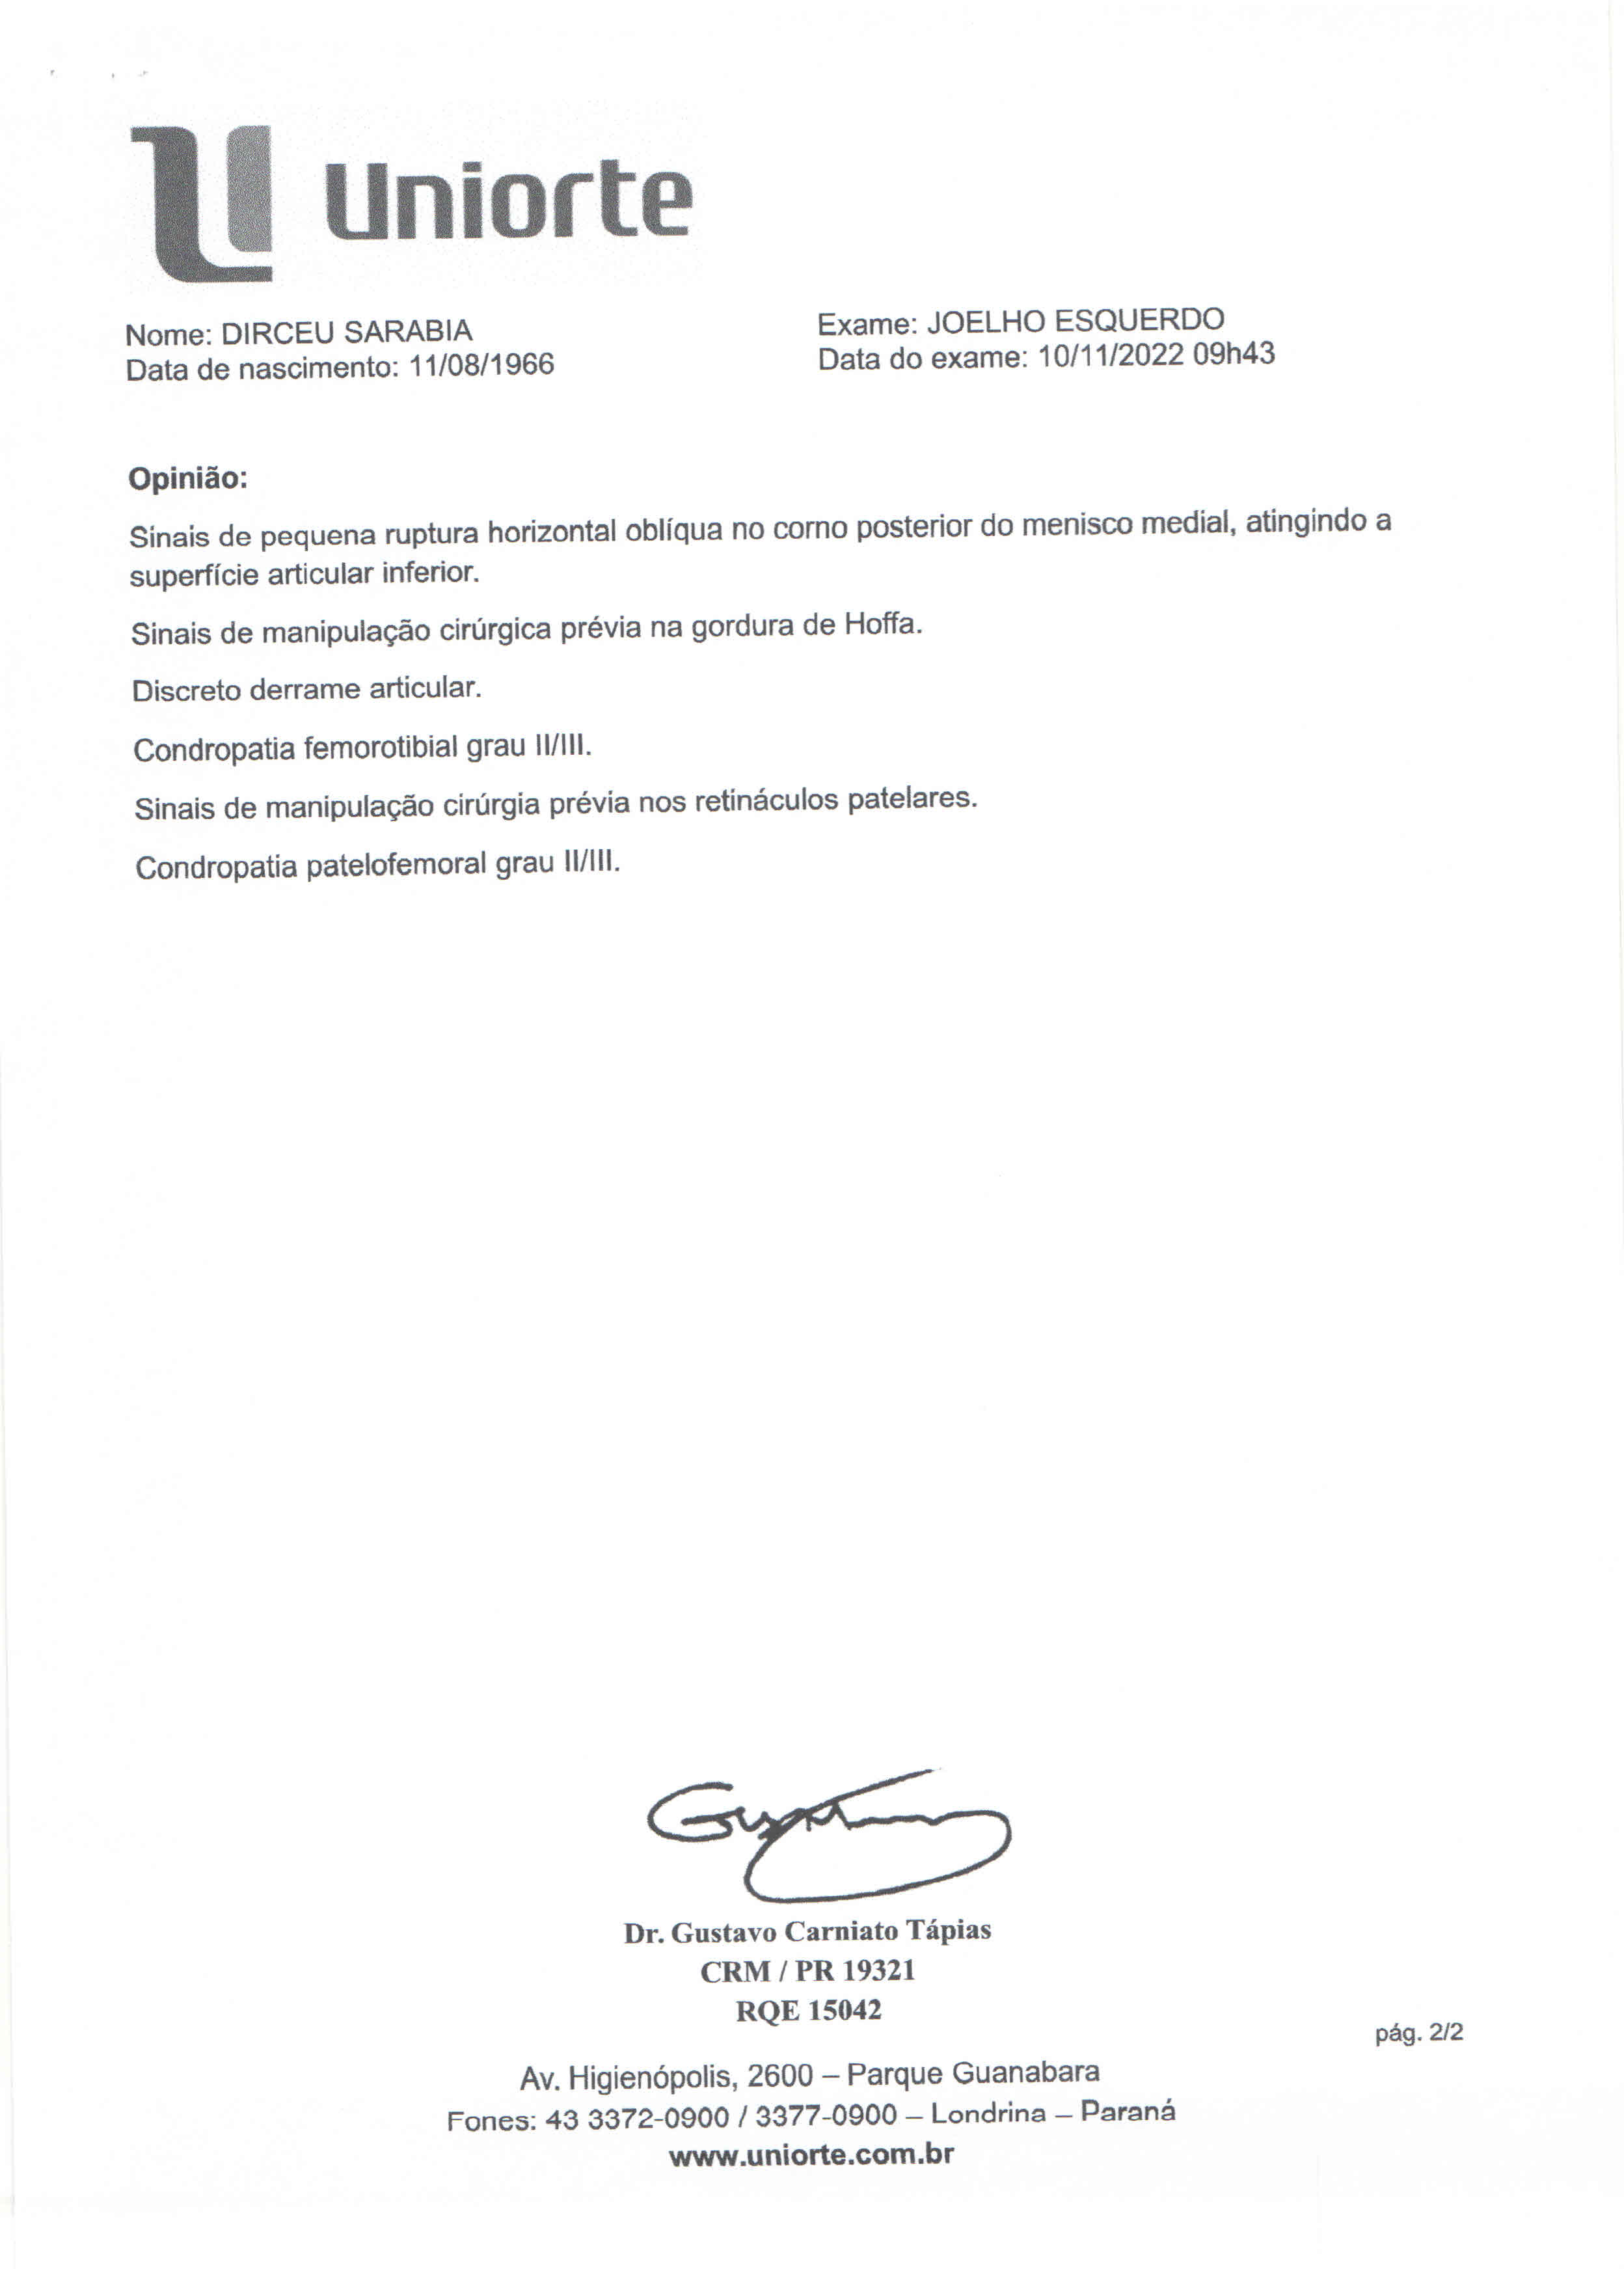 Uniorte
Nome: DIRCEU SARABIA
Data de nascimento: 11/08/1966
Exame: JOELHO ESQUERDO
Data do exame: 10/11/2022 09h43
Opinião:
Sinais de pequena ruptura horizontal oblíqua no corno posterior do menisco medial, atingindo a
superfície articular inferior.
Sinais de manipulação cirúrgica prévia na gordura de Hoffa.
Discreto derrame articular.
Condropatia femorotibial grau II/III.
Sinais de manipulação cirúrgia prévia nos retináculos patelares.
Condropatia patelofemoral grau II/III.
Dr. Gustavo Carniato Tápias
CRM / PR 19321
RQE 15042
pág. 2/2
Av. Higienópolis, 2600 – Parque Guanabara
Fones: 43 3372-0900 / 3377-0900 – Londrina – Paraná
www.uniorte.com.br